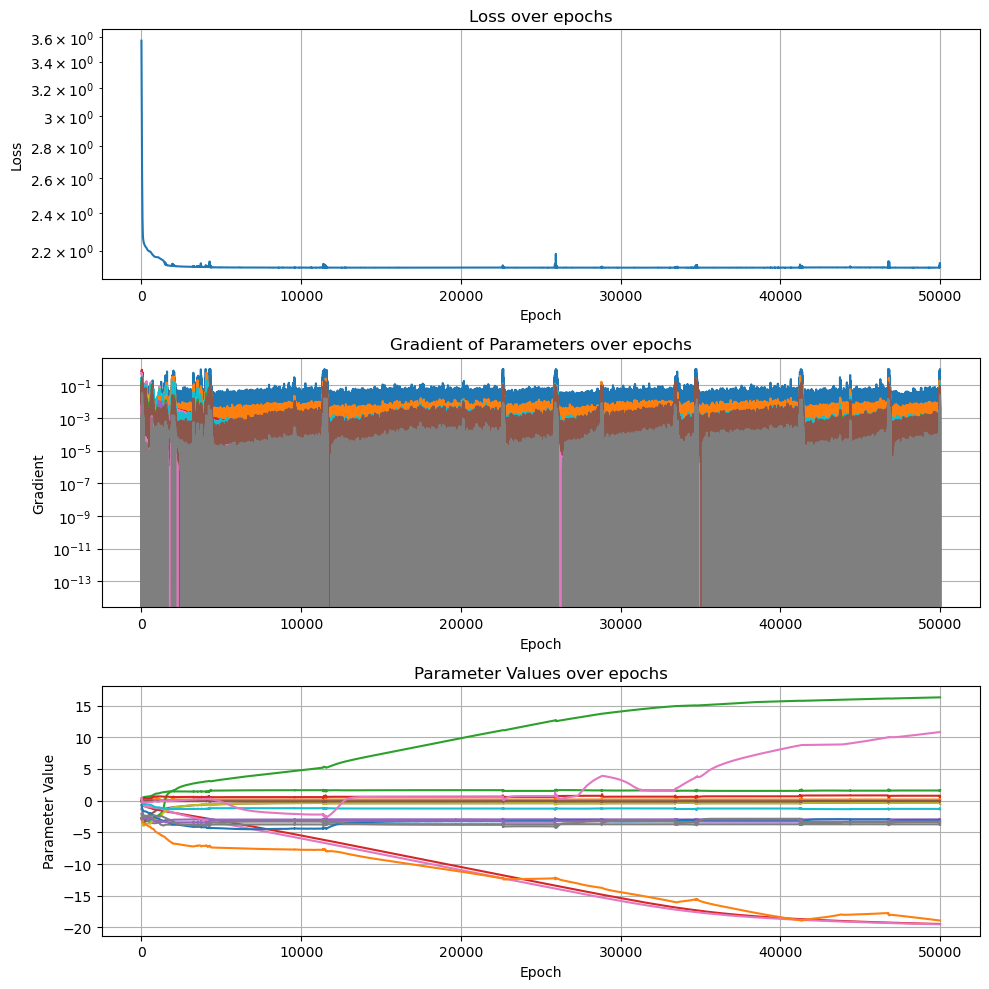 Loss over epochs
3.6 × 10⁰
3.4 × 10⁰
3.2 × 10⁰
3 × 10⁰
2.8 × 10⁰
2.6 × 10⁰
2.4 × 10⁰
2.2 × 10⁰
Loss
0 10000 20000 30000 40000 50000
Epoch
Gradient of Parameters over epochs
10⁻¹
10⁻³
10⁻⁵
10⁻⁷
10⁻⁹
10⁻¹¹
10⁻¹³
Gradient
0 10000 20000 30000 40000 50000
Epoch
Parameter Values over epochs
15
10
5
0
−5
−10
−15
−20
Parameter Value
0 10000 20000 30000 40000 50000
Epoch